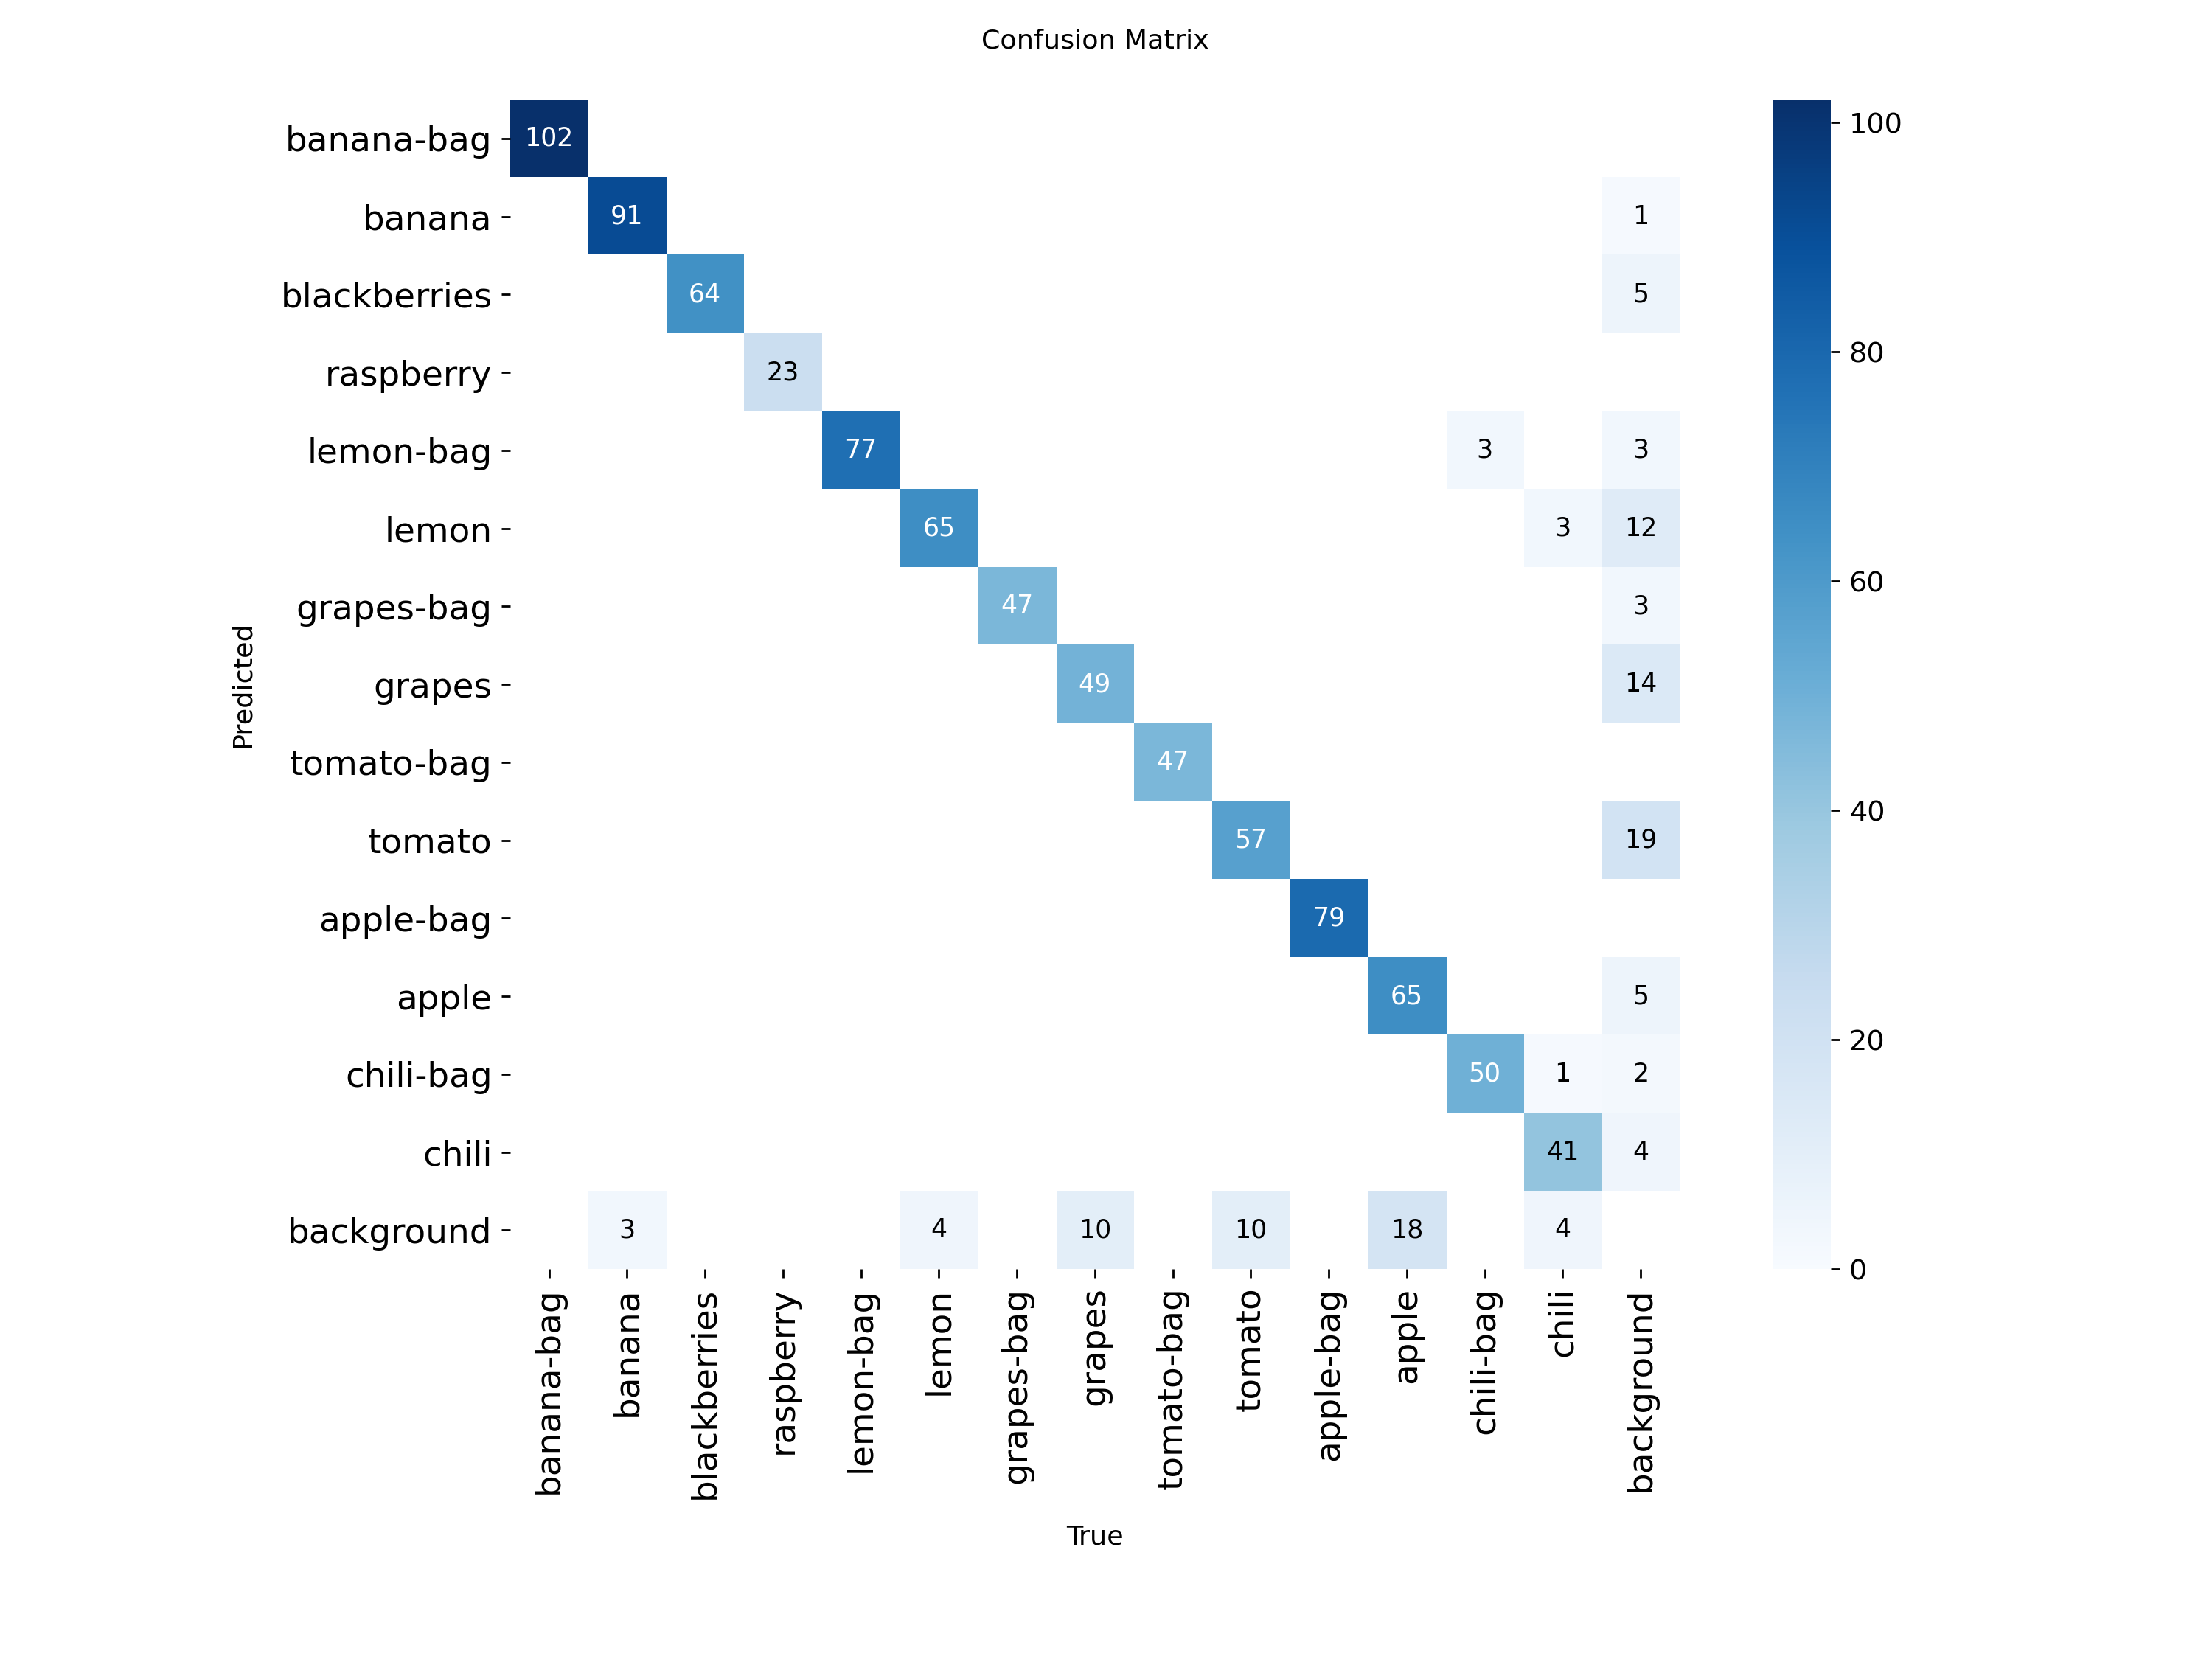 Confusion Matrix
banana-bag 102
banana 91 1
blackberries 64 5
raspberry 23
lemon-bag 77 3 3
lemon 65 3 12
grapes-bag 47 3
grapes 49 14
tomato-bag 47
tomato 57 19
apple-bag 79
apple 65 5
chili-bag 50 1 2
chili 41 4
background 3 4 10 10 18 4
Predicted
banana-bag
banana
blackberries
raspberry
lemon-bag
lemon
grapes-bag
grapes
tomato-bag
tomato
apple-bag
apple
chili-bag
chili
background
True
100
80
60
40
20
0